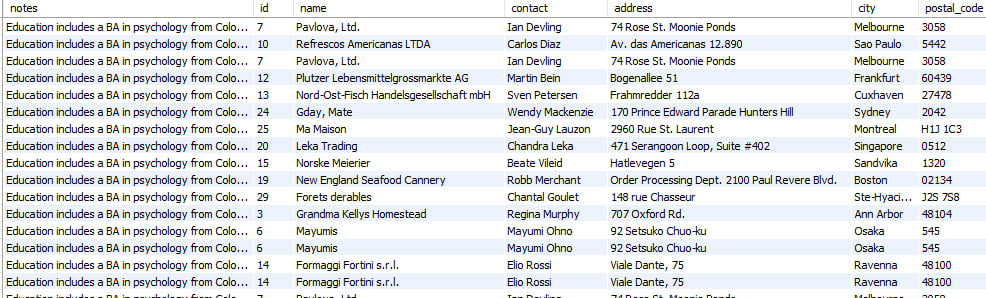 notes id name contact address city postal_code
Education includes a BA in psychology from Colo... 7 Pavlova, Ltd. Ian Devling 74 Rose St. Moonie Ponds Melbourne 3058
Education includes a BA in psychology from Colo... 10 Refrescos Americanas LTDA Carlos Diaz Av. das Americanas 12.890 Sao Paulo 5442
Education includes a BA in psychology from Colo... 7 Pavlova, Ltd. Ian Devling 74 Rose St. Moonie Ponds Melbourne 3058
Education includes a BA in psychology from Colo... 12 Plutzer Lebensmittelgrossmarkte AG Martin Bein Bogenallee 51 Frankfurt 60439
Education includes a BA in psychology from Colo... 13 Nord-Ost-Fisch Handelsgesellschaft mbH Sven Petersen Frahmredder 112a Cuxhaven 27478
Education includes a BA in psychology from Colo... 24 Gday, Mate Wendy Mackenzie 170 Prince Edward Parade Hunters Hill Sydney 2042
Education includes a BA in psychology from Colo... 25 Ma Maison Jean-Guy Lauzon 2960 Rue St. Laurent Montreal H1J 1C3
Education includes a BA in psychology from Colo... 20 Leka Trading Chandra Leka 471 Serangoon Loop, Suite #402 Singapore 0512
Education includes a BA in psychology from Colo... 15 Norske Meierier Beate Vileid Hatlevegen 5 Sandvika 1320
Education includes a BA in psychology from Colo... 19 New England Seafood Cannery Robb Merchant Order Processing Dept. 2100 Paul Revere Blvd. Boston 02134
Education includes a BA in psychology from Colo... 29 Forets derables Chantal Goulet 148 rue Chasseur Ste-Hyaci... J2S 7S8
Education includes a BA in psychology from Colo... 3 Grandma Kellys Homestead Regina Murphy 707 Oxford Rd. Ann Arbor 48104
Education includes a BA in psychology from Colo... 6 Mayumis Mayumi Ohno 92 Setsuko Chuo-ku Osaka 545
Education includes a BA in psychology from Colo... 6 Mayumis Mayumi Ohno 92 Setsuko Chuo-ku Osaka 545
Education includes a BA in psychology from Colo... 14 Formaggi Fortini s.r.l. Elio Rossi Viale Dante, 75 Ravenna 48100
Education includes a BA in psychology from Colo... 14 Formaggi Fortini s.r.l. Elio Rossi Viale Dante, 75 Ravenna 48100